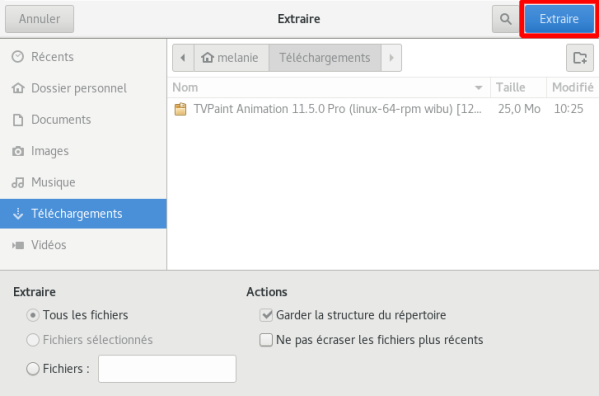 Annuler
Extraire
Extraire
Récents
Dossier personnel
Documents
Images
Musique
Téléchargements
Vidéos
melanie
Téléchargements
Nom
Taille
Modifié
TVPaint Animation 11.5.0 Pro (linux-64-rpm wibu) [12...
25,0 Mo
10:25
Extraire
Tous les fichiers
Fichiers sélectionnés
Fichiers :
Actions
Garder la structure du répertoire
Ne pas écraser les fichiers plus récents